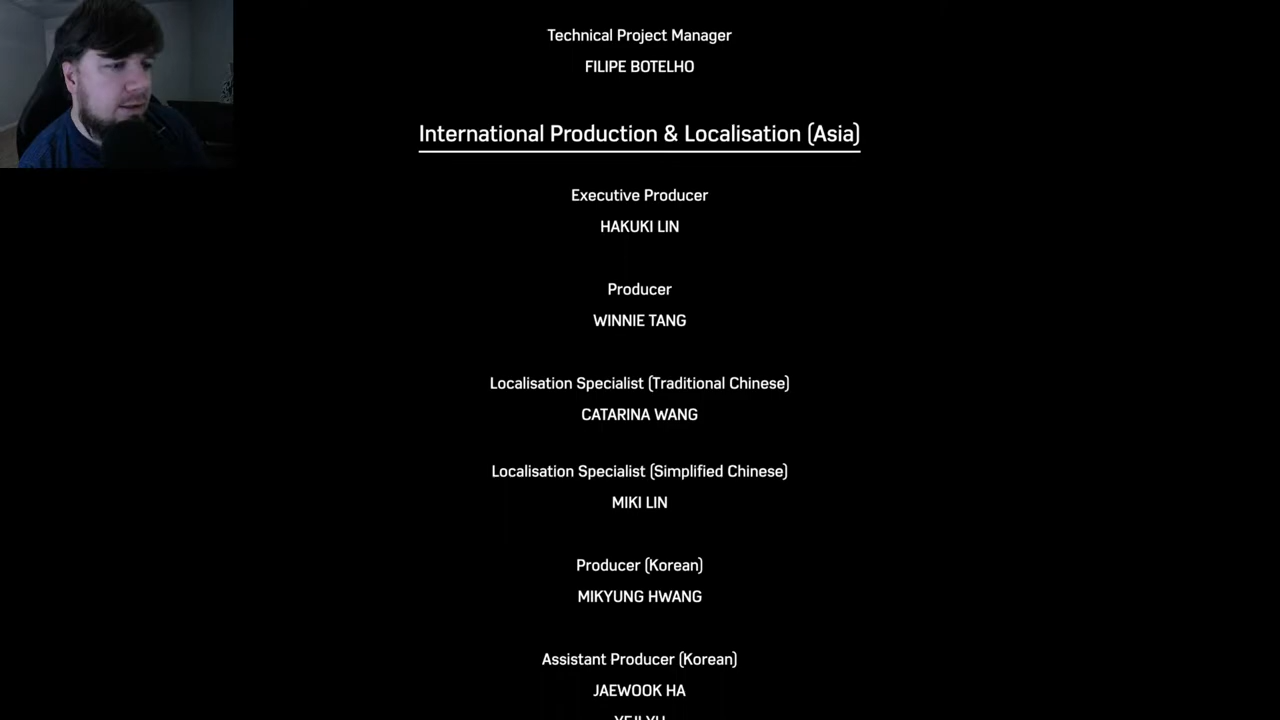 Technical Project Manager
FILIPE BOTELHO
International Production & Localisation (Asia)
Executive Producer
HAKUKI LIN
Producer
WINNIE TANG
Localisation Specialist (Traditional Chinese)
CATARINA WANG
Localisation Specialist (Simplified Chinese)
MIKI LIN
Producer (Korean)
MIKYUNG HWANG
Assistant Producer (Korean)
JAEWOOK HA